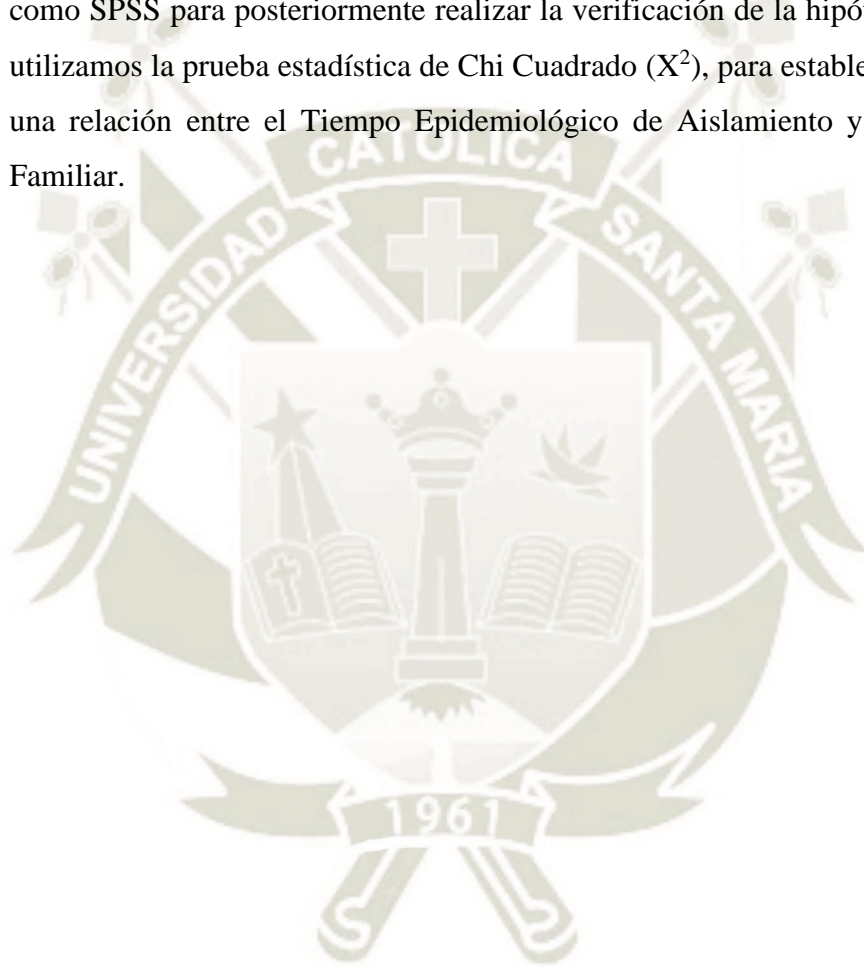 como SPSS para posteriormente realizar la verificación de la hipó
utilizamos la prueba estadística de Chi Cuadrado (X²), para estable
una relación entre el Tiempo Epidemiológico de Aislamiento y
Familiar.
UNIVERSIDAD CATOLICA SANTA MARIA
1961